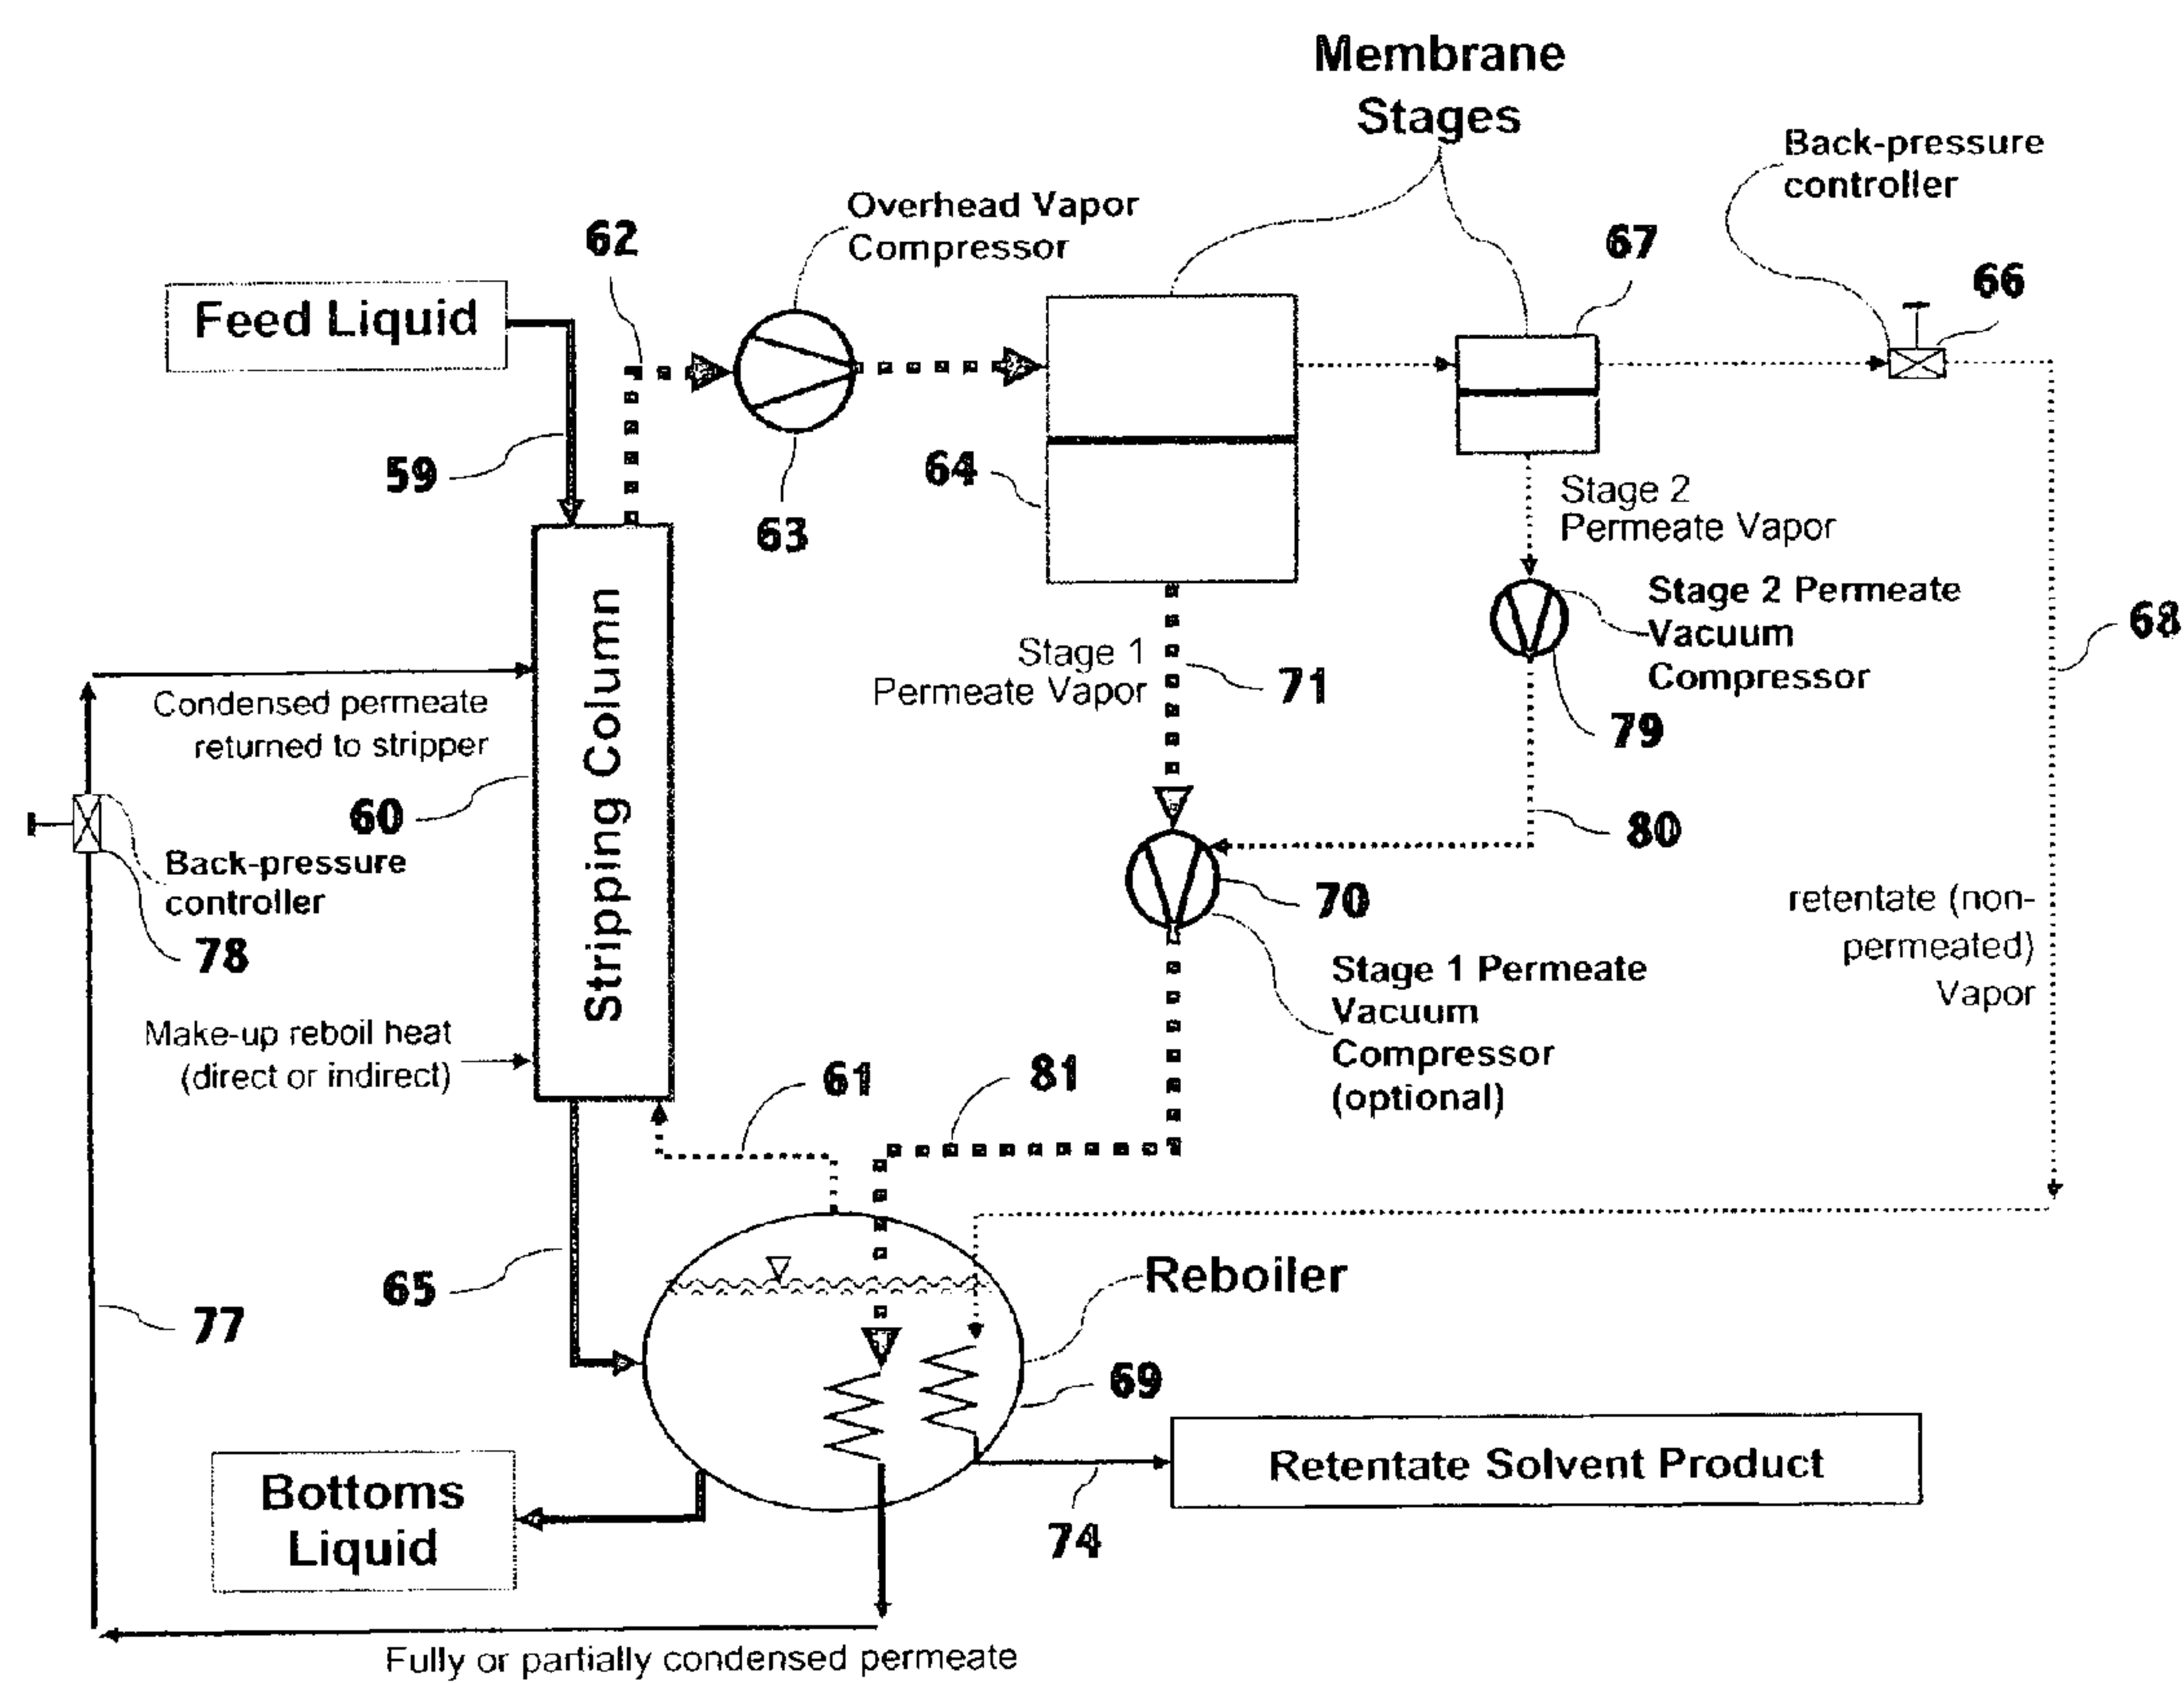 Membrane
Stages
Back-pressure
controller
Overhead Vapor
Compressor
62
67
66
Feed Liquid
59
63
64
Stage 2
Permeate Vapor
Stage 2 Permeate
Vacuum
Compressor
68
Stage 1
Permeate Vapor
71
79
Condensed permeate
returned to stripper
60
Stripping Column
80
Back-pressure
controller
78
70
retentate (non-
permeated)
Vapor
Stage 1 Permeate
Vacuum
Compressor
(optional)
Make-up reboil heat
(direct or indirect)
61
81
65
Reboiler
77
69
Retentate Solvent Product
Bottoms
Liquid
74
Fully or partially condensed permeate